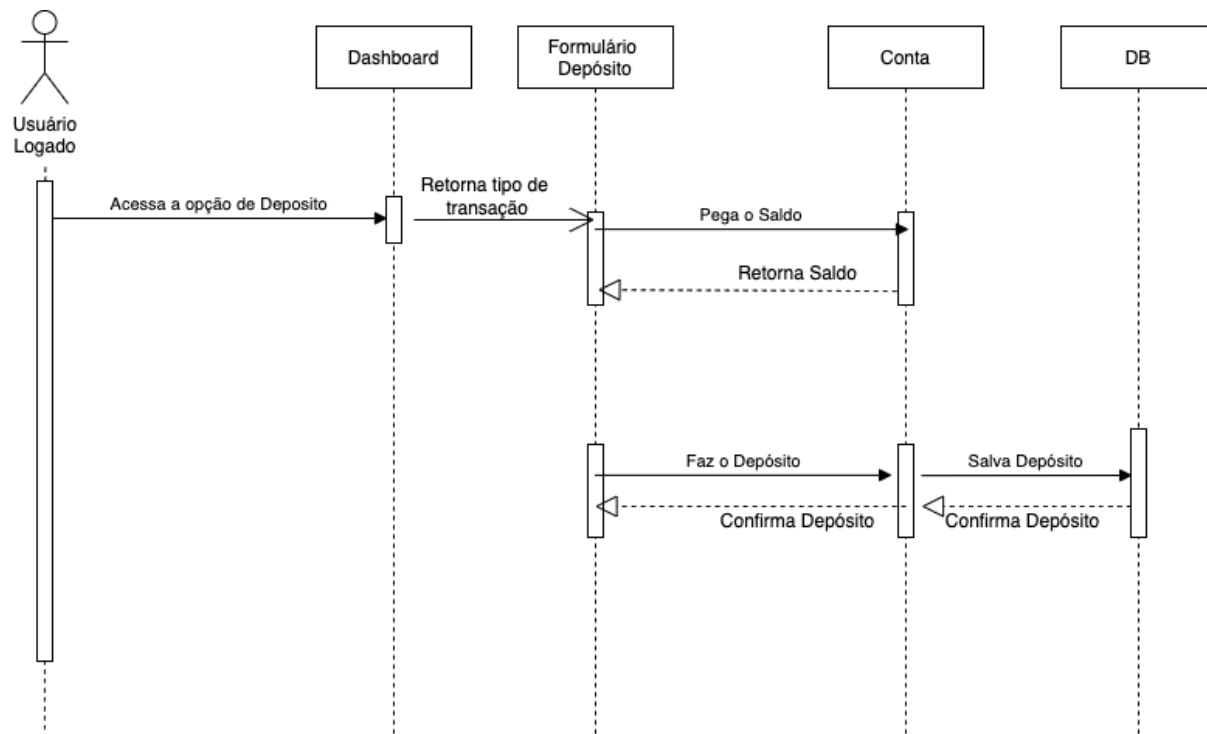 Dashboard
Formulário
Depósito
Conta
DB
Usuário
Logado
Acessa a opção de Deposito
Retorna tipo de
transação
Pega o Saldo
Retorna Saldo
Faz o Depósito
Salva Depósito
Confirma Depósito
Confirma Depósito